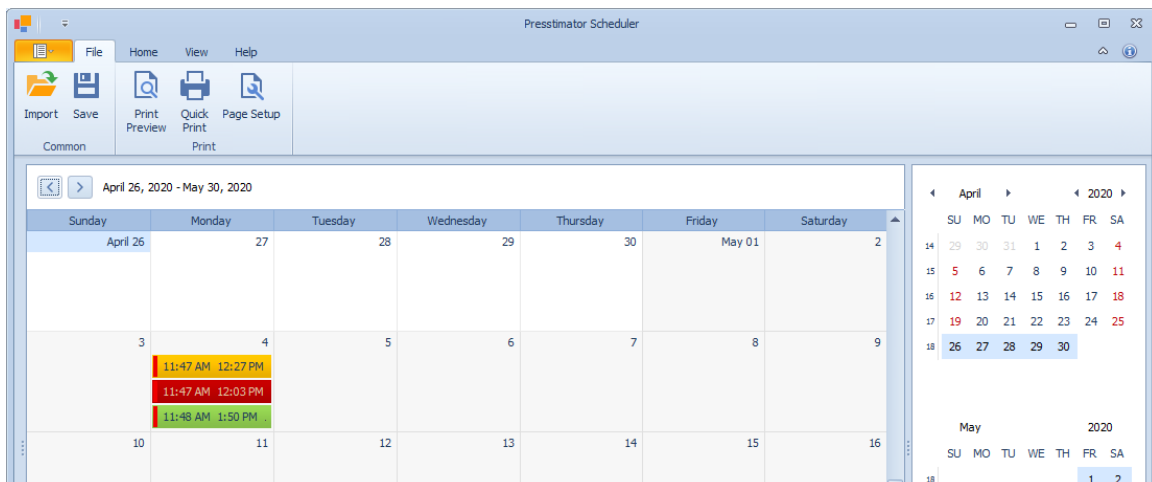 Presstimator Scheduler
File Home View Help
Import Save Print Preview Quick Print Page Setup
Common Print
April 26, 2020 - May 30, 2020
Sunday Monday Tuesday Wednesday Thursday Friday Saturday
April 26 27 28 29 30 May 01 2
3 4 5 6 7 8 9
11:47 AM 12:27 PM
11:47 AM 12:03 PM
11:48 AM 1:50 PM .
10 11 12 13 14 15 16
April 2020
SU MO TU WE TH FR SA
14 29 30 31 1 2 3 4
15 5 6 7 8 9 10 11
16 12 13 14 15 16 17 18
17 19 20 21 22 23 24 25
18 26 27 28 29 30
May 2020
SU MO TU WE TH FR SA
18 1 2